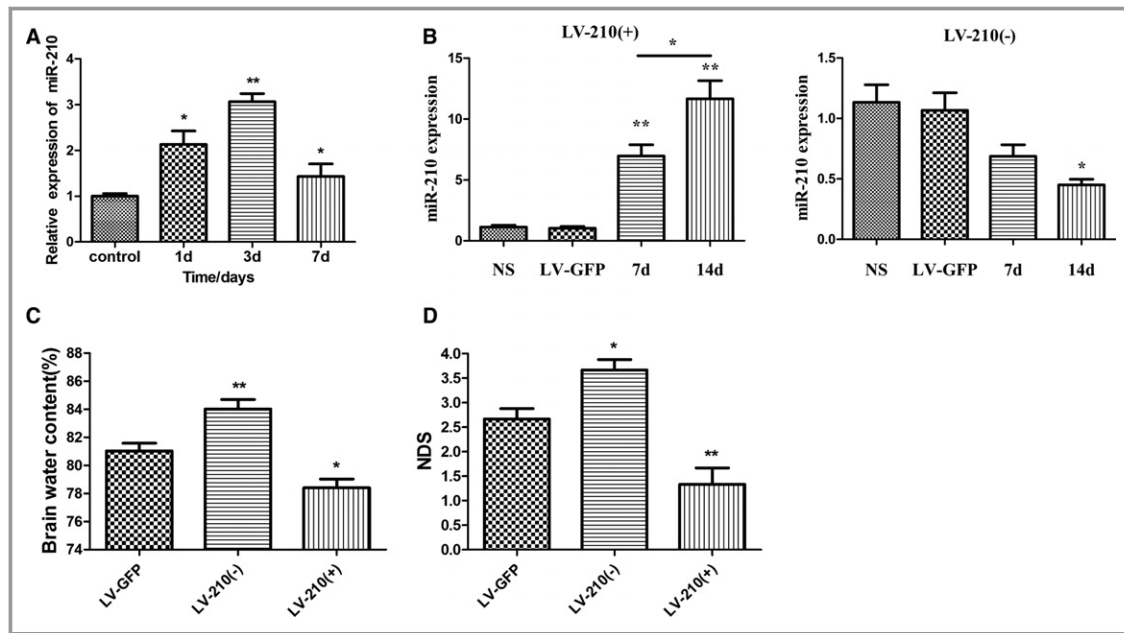 A
Relative expression of miR-210
4
3
2
1
0
*
**
*
control 1d 3d 7d
Time/days
B
LV-210(+)
miR-210 expression
15
10
5
0
*
**
**
NS LV-GFP 7d 14d
LV-210(-)
miR-210 expression
1.5
1.0
0.5
0.0
*
NS LV-GFP 7d 14d
C
Brain water content(%)
88
86
84
82
80
78
76
74
**
*
LV-GFP
LV-210(-)
LV-210(+)
D
NDS
4.0
3.5
3.0
2.5
2.0
1.5
1.0
0.5
0.0
*
**
LV-GFP
LV-210(-)
LV-210(+)